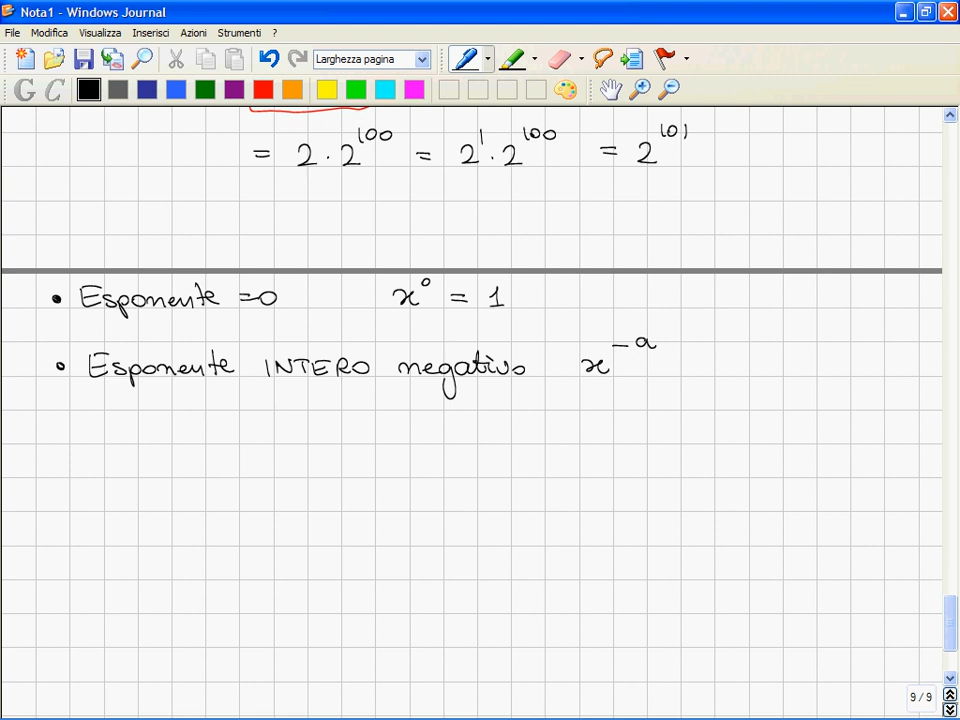 Nota1 - Windows Journal
File Modifica Visualizza Inserisci Azioni Strumenti ?
Larghezza pagina
G C
= 2 · 2^100 = 2^1 · 2^100 = 2^101
• Esponente =0 x^0 = 1
• Esponente INTERO negativo x^-a
9 / 9